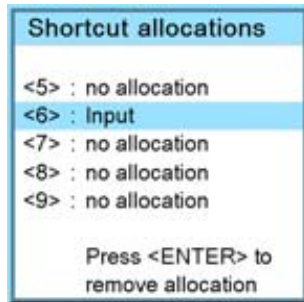 Shortcut allocations
<5> : no allocation
<6> : Input
<7> : no allocation
<8> : no allocation
<9> : no allocation
Press <ENTER> to
remove allocation